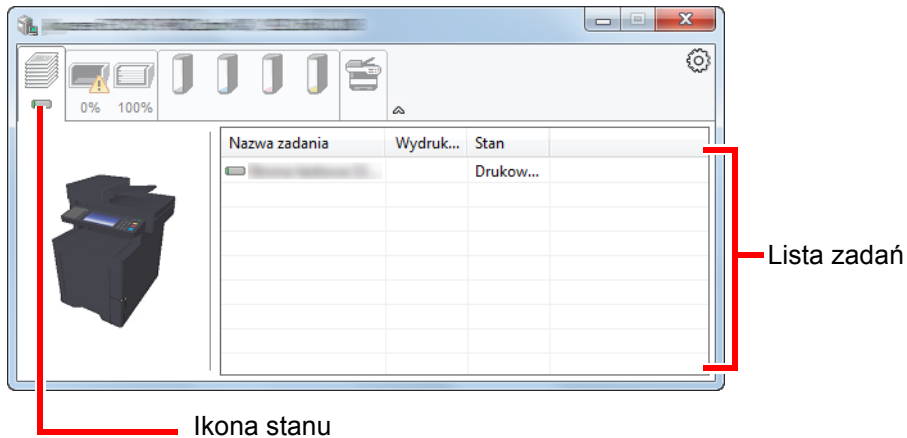 0% 100%
Nazwa zadania Wydruk... Stan
Drukow...
Lista zadań
Ikona stanu